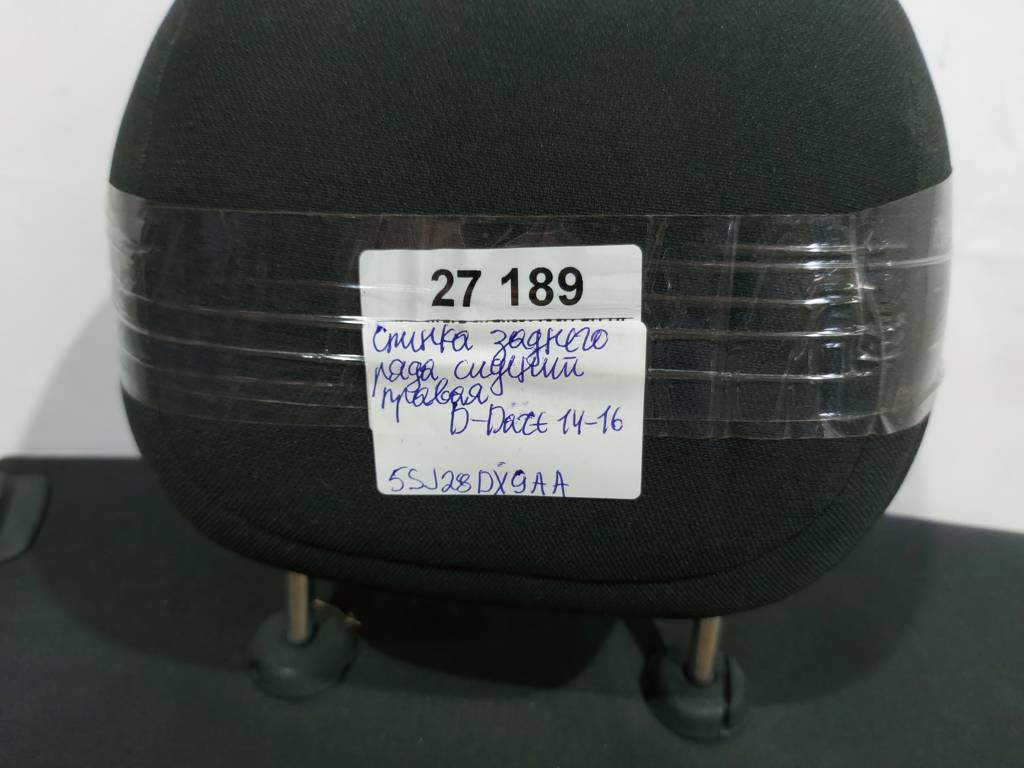 27 189
Спинка заднего
ряда сидений
правая
D-Dart 14-16
5SJ28DX9AA